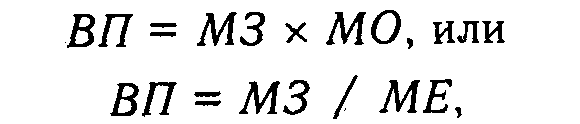 ВП = МЗ × МО, или
ВП = МЗ / МЕ,